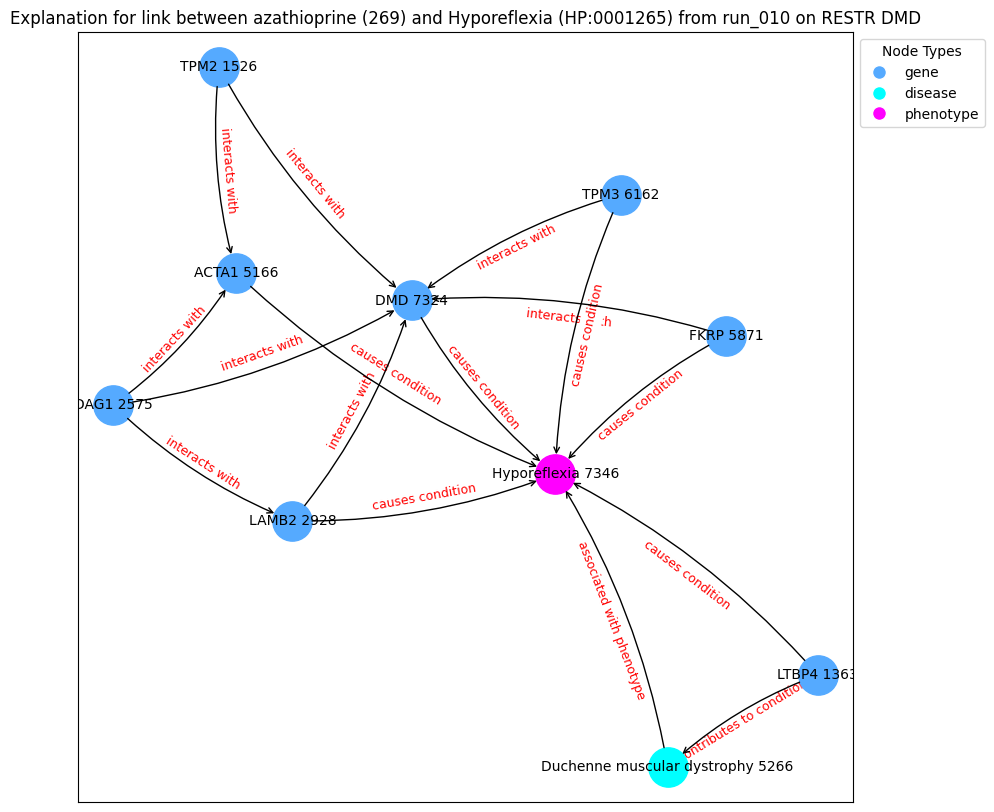 Explanation for link between azathioprine (269) and Hyporeflexia (HP:0001265) from run_010 on RESTR DMD
Node Types
gene
disease
phenotype
TPM2 1526
interacts with
interacts with
TPM3 6162
interacts with
ACTA1 5166
DMD 7324
causes condition
interacts
:h
FKRP 5871
interacts with
interacts with
causes condition
causes condition
causes condition
DAG1 2575
interacts with
interacts with
Hyporeflexia 7346
causes condition
LAMB2 2928
associated with phenotype
causes condition
LTBP4 1363
ontributes to condition
Duchenne muscular dystrophy 5266